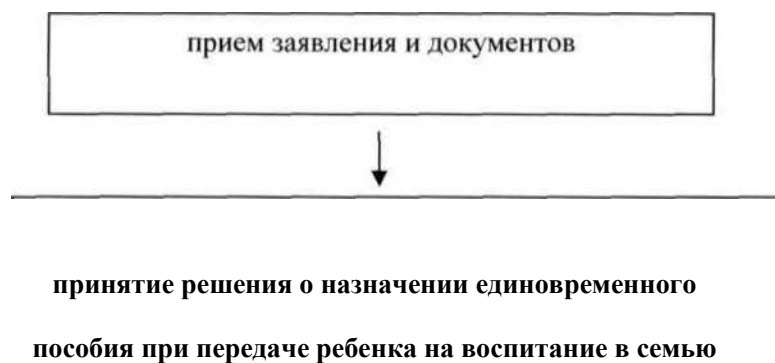 прием заявления и документов
принятие решения о назначении единовременного
пособия при передаче ребенка на воспитание в семью